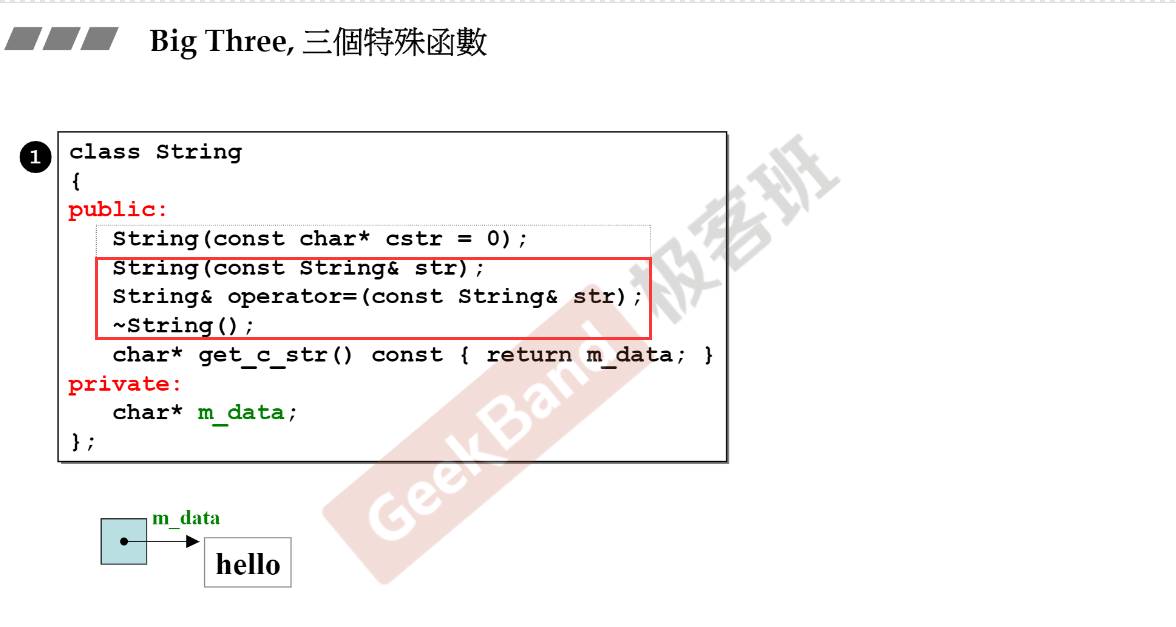 Big Three, 三個特殊函數
1
class String
{
public:
String(const char* cstr = 0);
String(const String& str);
String& operator=(const String& str);
~String();
char* get_c_str() const { return m_data; }
private:
char* m_data;
};
m_data
hello
GeekBand 极客班